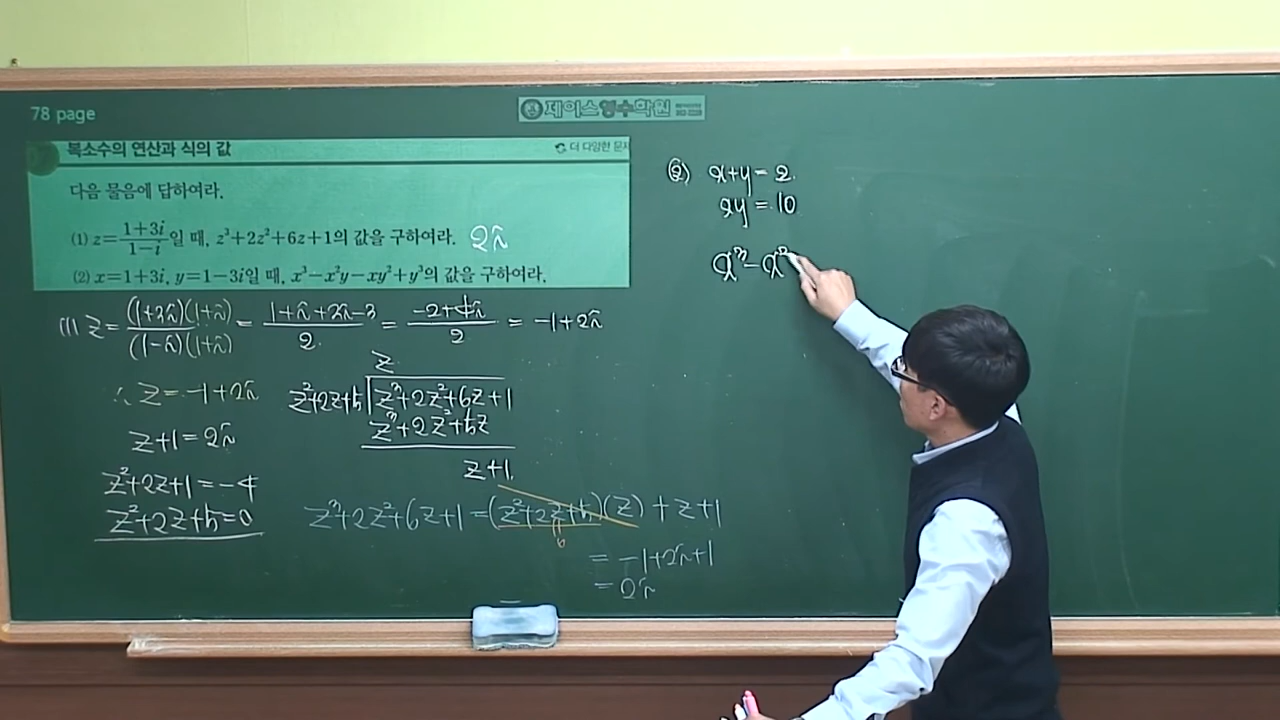 78 page
제이스영수학원
복소수의 연산과 식의 값
더 다양한 문제
다음 물음에 답하여라.
(1) z=\frac{1+3i}{1-i}일 때, z³+2z²+6z+1의 값을 구하여라. 2i
(2) x=1+3i, y=1-3i일 때, x³-x²y-xy²+y³의 값을 구하여라.
(1) z = \frac{(1+3i)(1+i)}{(1-i)(1+i)} = \frac{1+i+3i-3}{2} = \frac{-2+4i}{2} = -1+2i
∴ z = -1+2i
z+1 = 2i
z²+2z+1 = -4
z²+2z+5=0
z
z²+2z+5 z³+2z²+6z+1
z³+2z²+5z
z+1
z³+2z²+6z+1 = (z²+2z+5)(z) + z+1
0
= -1+2i+1
= 2i
(2) x+y = 2
xy = 10
x³-x²